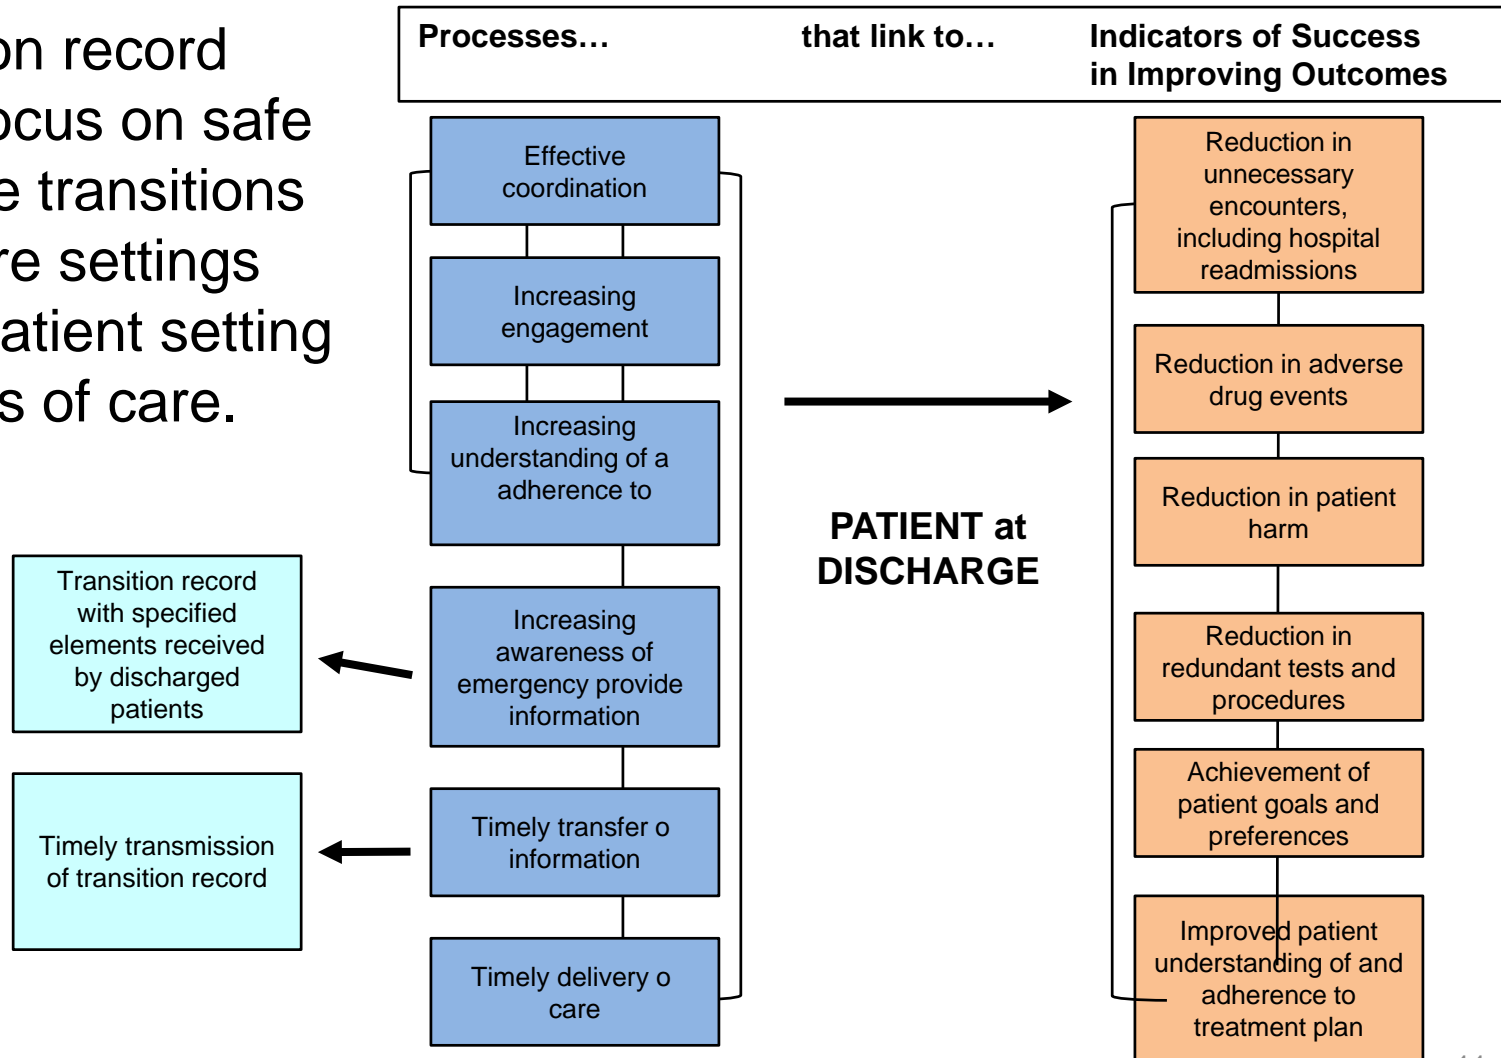 on record
ocus on safe
e transitions
re settings
atient setting
s of care.
Processes… that link to… Indicators of Success
in Improving Outcomes
Effective
coordination
Increasing
engagement
Increasing
understanding of a
adherence to
Increasing
awareness of
emergency provide
information
Timely transfer o
information
Timely delivery o
care
Transition record
with specified
elements received
by discharged
patients
Timely transmission
of transition record
PATIENT at
DISCHARGE
Reduction in
unnecessary
encounters,
including hospital
readmissions
Reduction in adverse
drug events
Reduction in patient
harm
Reduction in
redundant tests and
procedures
Achievement of
patient goals and
preferences
Improved patient
understanding of and
adherence to
treatment plan